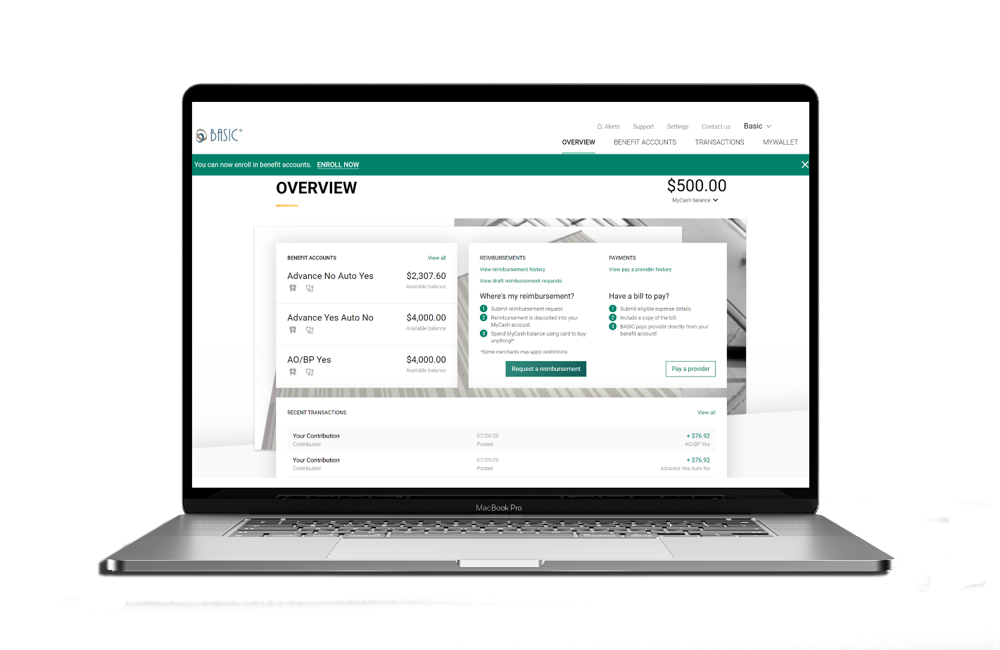 BASIC®
Alerts Support Settings Contact us Basic
OVERVIEW BENEFIT ACCOUNTS TRANSACTIONS MYWALLET
You can now enroll in benefit accounts. ENROLL NOW
OVERVIEW
$500.00
MyCash balance
BENEFIT ACCOUNTS View all
Advance No Auto Yes $2,307.60
Available balance
Advance Yes Auto No $4,000.00
Available balance
AO/BP Yes $4,000.00
Available balance
REIMBURSEMENTS
View reimbursement history
View draft reimbursement requests
Where's my reimbursement?
1 Submit reimbursement request.
2 Reimbursement is deposited into your
MyCash account.
3 Spend MyCash balance using card to buy
anything!*
*Some merchants may apply restrictions.
Request a reimbursement
PAYMENTS
View pay a provider history
Have a bill to pay?
1 Submit eligible expense details.
2 Include a copy of the bill.
3 BASIC pays provider directly from your
benefit account!
Pay a provider
RECENT TRANSACTIONS View all
Your Contribution 07/29/20 + $76.92
Contribution Posted AO/BP Yes
Your Contribution 07/29/20 + $76.92
Contribution Posted Advance Yes Auto No
MacBook Pro